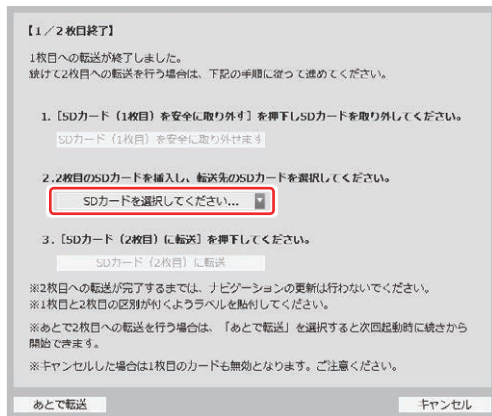 【１／２枚目終了】
1枚目への転送が終了しました。
続けて2枚目への転送を行う場合は、下記の手順に従って進めてください。
1.［SDカード（1枚目）を安全に取り外す］を押下しSDカードを取り外してください。
SDカード（1枚目）を安全に取り外せます
2.2枚目のSDカードを挿入し、転送先のSDカードを選択してください。
SDカードを選択してください...
3.［SDカード（2枚目）に転送］を押下してください。
SDカード（2枚目）に転送
※2枚目への転送が完了するまでは、ナビゲーションの更新は行わないでください。
※1枚目と2枚目の区別が付くようラベルを貼付してください。
※あとで2枚目への転送を行う場合は、「あとで転送」を選択すると次回起動時に続きから
開始できます。
※キャンセルした場合は1枚目のカードも無効となります。ご注意ください。
あとで転送
キャンセル